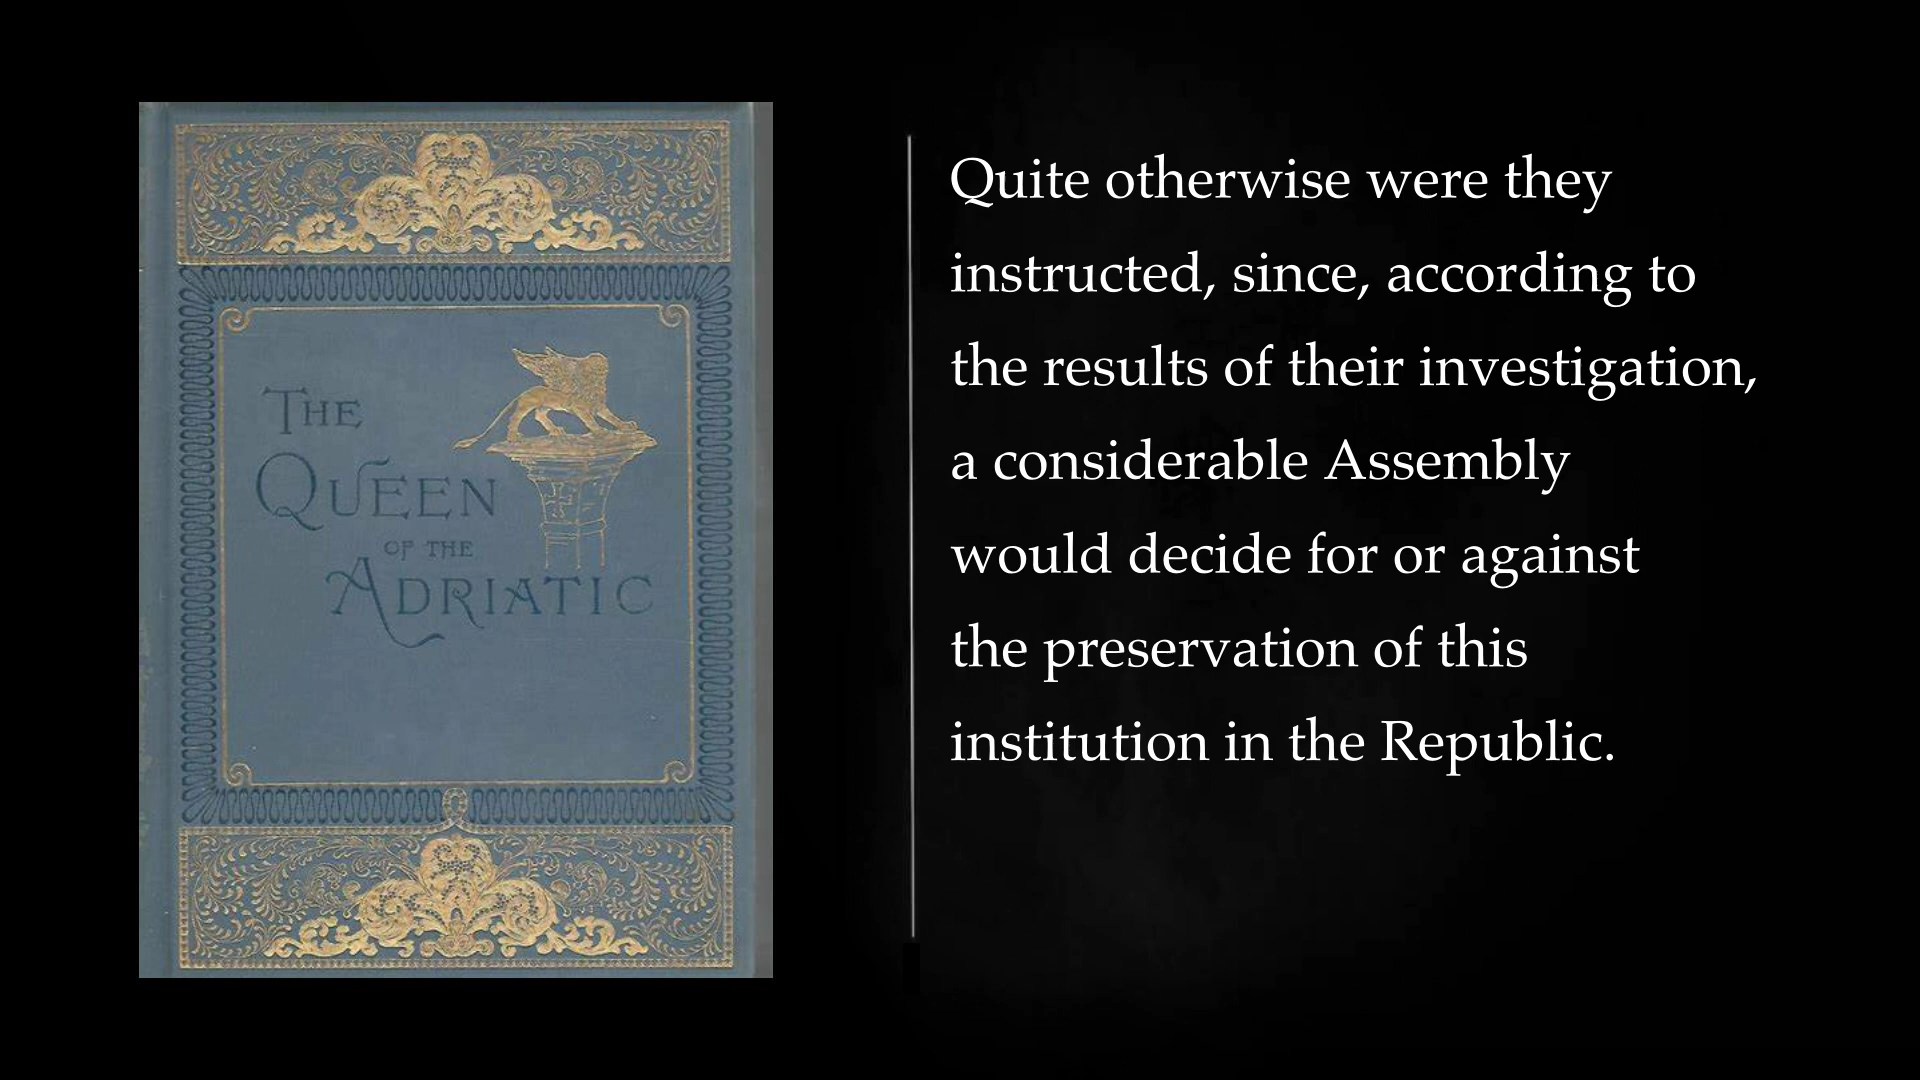 THE
QUEEN
OF THE
ADRIATIC
Quite otherwise were they
instructed, since, according to
the results of their investigation,
a considerable Assembly
would decide for or against
the preservation of this
institution in the Republic.